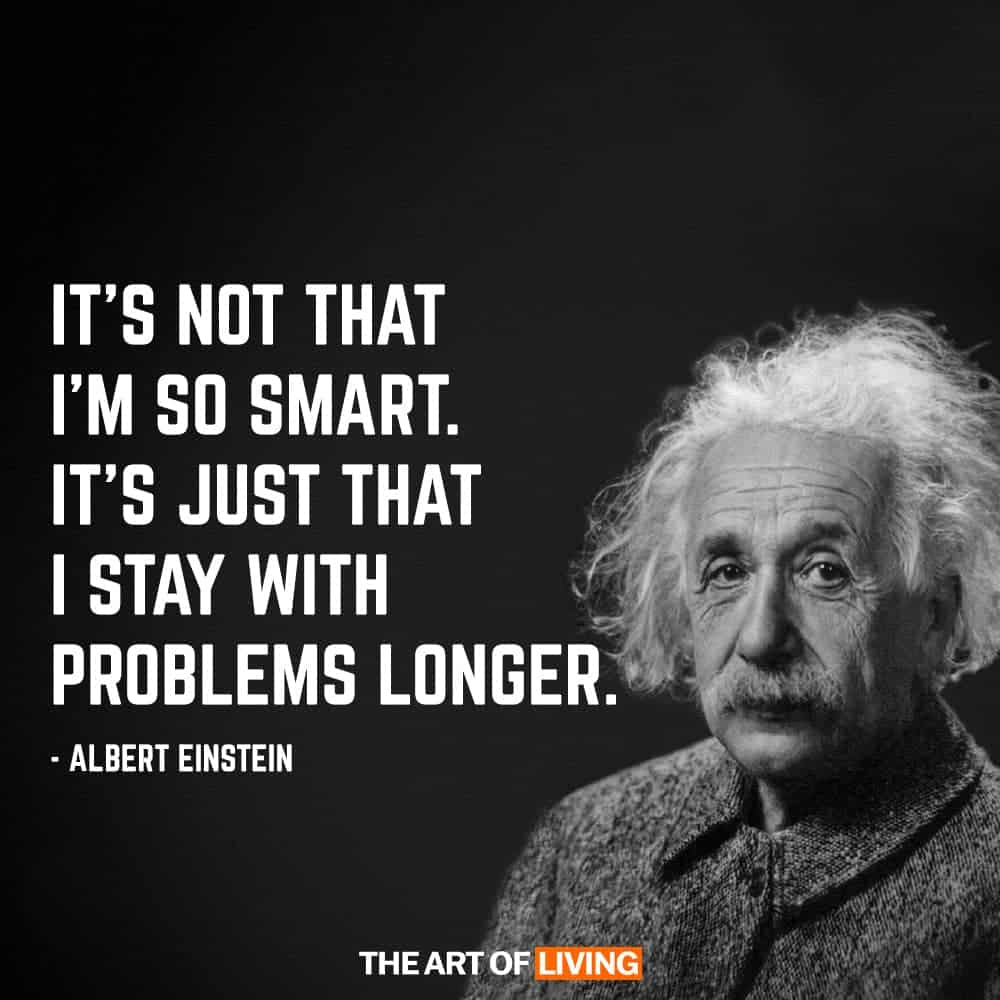 IT'S NOT THAT
I'M SO SMART.
IT'S JUST THAT
I STAY WITH
PROBLEMS LONGER.
- ALBERT EINSTEIN
THE ART OF LIVING